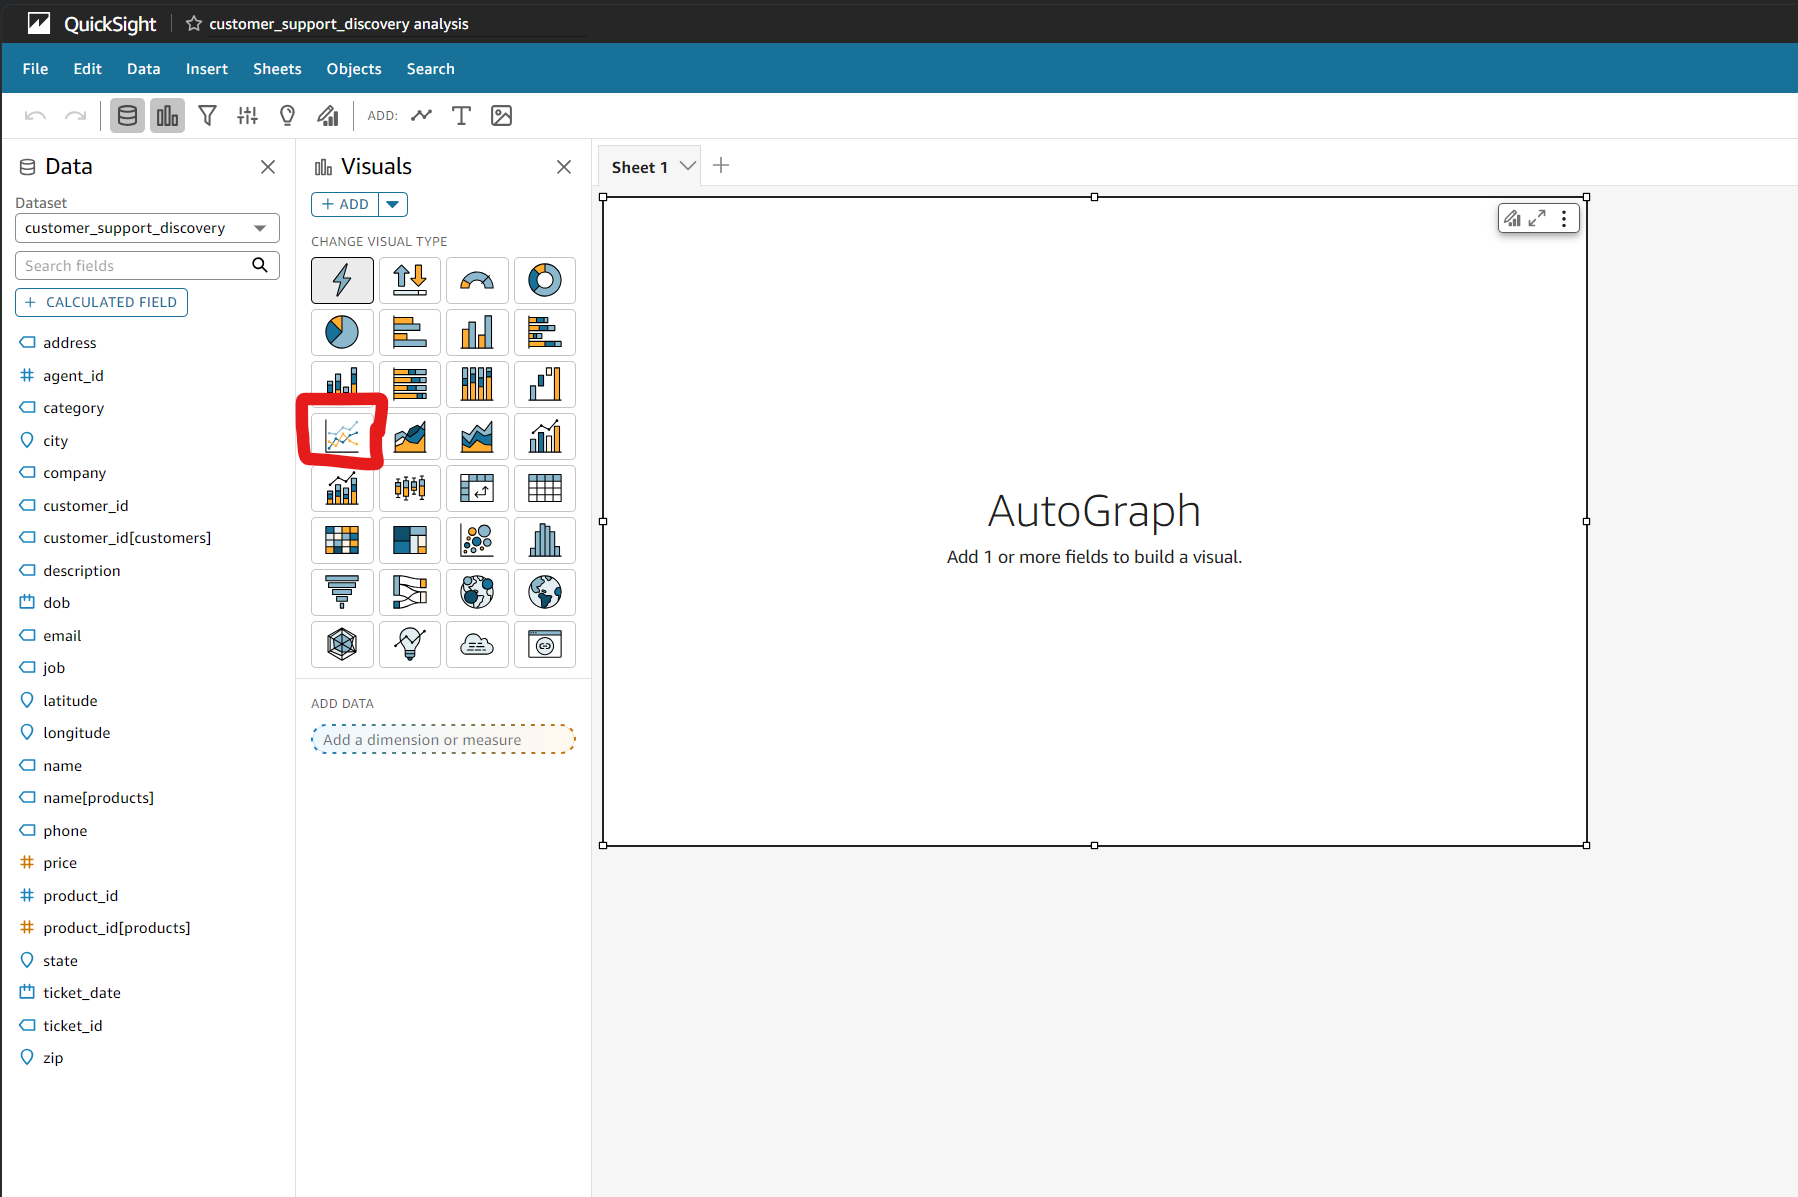 QuickSight
customer_support_discovery analysis
File Edit Data Insert Sheets Objects Search
ADD:
Data
Dataset
customer_support_discovery
Search fields
+ CALCULATED FIELD
address
agent_id
category
city
company
customer_id
customer_id[customers]
description
dob
email
job
latitude
longitude
name
name[products]
phone
price
product_id
product_id[products]
state
ticket_date
ticket_id
zip
Visuals
+ ADD
CHANGE VISUAL TYPE
ADD DATA
Add a dimension or measure
Sheet 1
AutoGraph
Add 1 or more fields to build a visual.